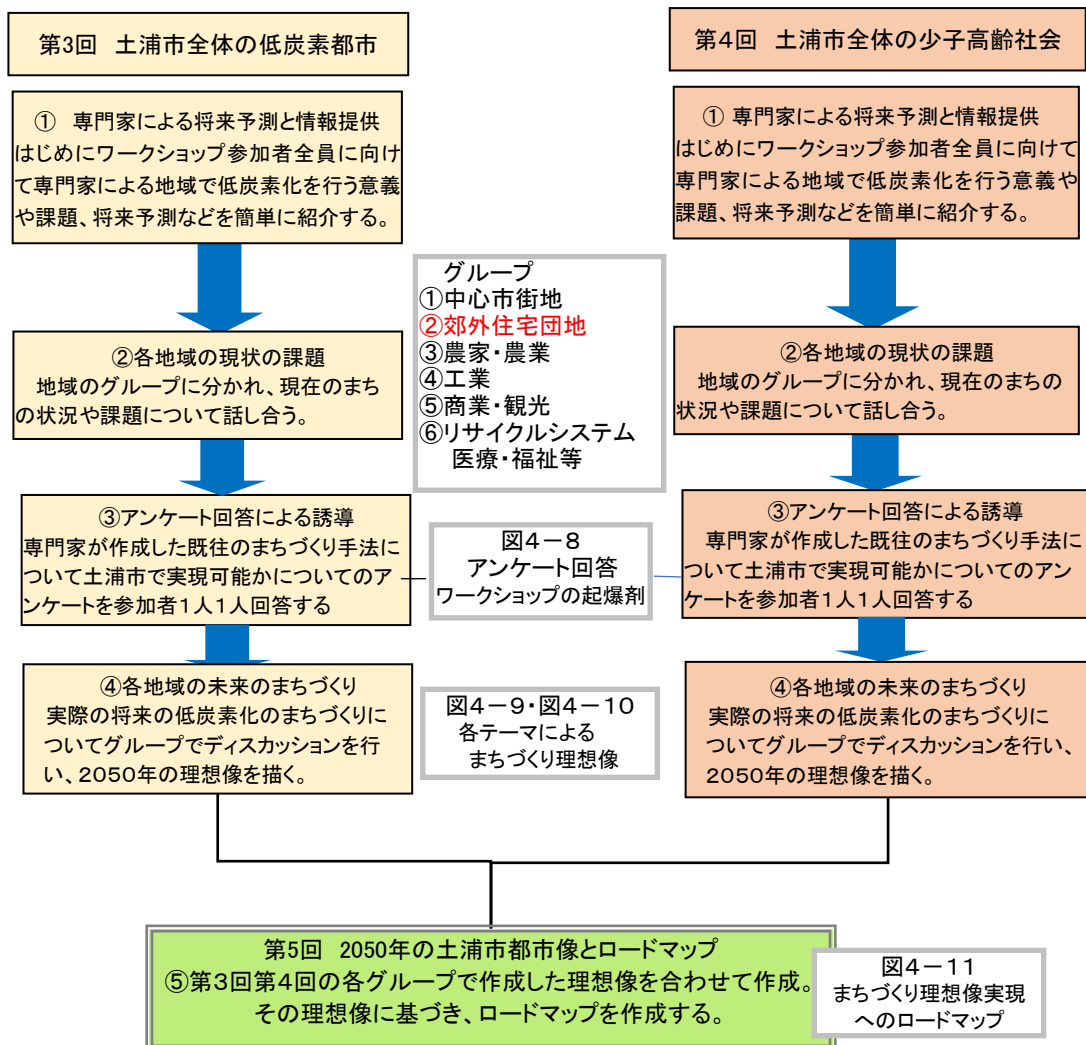 第3回 土浦市全体の低炭素都市
① 専門家による将来予測と情報提供
はじめにワークショップ参加者全員に向け
て専門家による地域で低炭素化を行う意義
や課題、将来予測などを簡単に紹介する。
②各地域の現状の課題
地域のグループに分かれ、現在のまち
の状況や課題について話し合う。
③アンケート回答による誘導
専門家が作成した既往のまちづくり手法に
ついて土浦市で実現可能かについてのア
ンケートを参加者1人1人回答する
④各地域の未来のまちづくり
実際の将来の低炭素化のまちづくりに
ついてグループでディスカッションを行
い、2050年の理想像を描く。
グループ
①中心市街地
②郊外住宅団地
③農家・農業
④工業
⑤商業・観光
⑥リサイクルシステム
医療・福祉等
図4-8
アンケート回答
ワークショップの起爆剤
図4-9・図4-10
各テーマによる
まちづくり理想像
第4回 土浦市全体の少子高齢社会
① 専門家による将来予測と情報提供
はじめにワークショップ参加者全員に向けて
専門家による地域で低炭素化を行う意義や
課題、将来予測などを簡単に紹介する。
②各地域の現状の課題
地域のグループに分かれ、現在のまちの
状況や課題について話し合う。
③アンケート回答による誘導
専門家が作成した既往のまちづくり手法に
ついて土浦市で実現可能かについてのアン
ケートを参加者1人1人回答する
④各地域の未来のまちづくり
実際の将来の低炭素化のまちづくりに
ついてグループでディスカッションを行い、
2050年の理想像を描く。
第5回 2050年の土浦市都市像とロードマップ
⑤第3回第4回の各グループで作成した理想像を合わせて作成。
その理想像に基づき、ロードマップを作成する。
図4-11
まちづくり理想像実現
へのロードマップ